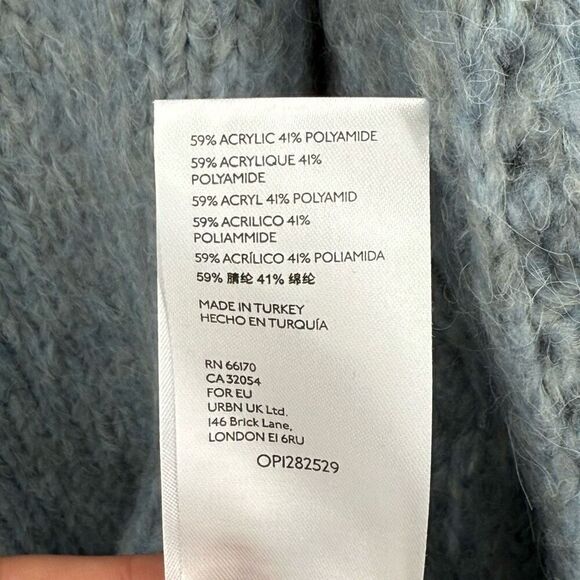 59% ACRYLIC 41% POLYAMIDE
59% ACRYLIQUE 41%
POLYAMIDE
59% ACRYL 41% POLYAMID
59% ACRILICO 41%
POLIAMMIDE
59% ACRÍLICO 41% POLIAMIDA
59% 腈纶 41% 绵纶
MADE IN TURKEY
HECHO EN TURQUÍA
RN 66170
CA 32054
FOR EU
URBN UK Ltd.
146 Brick Lane,
LONDON E1 6RU
OP1282529